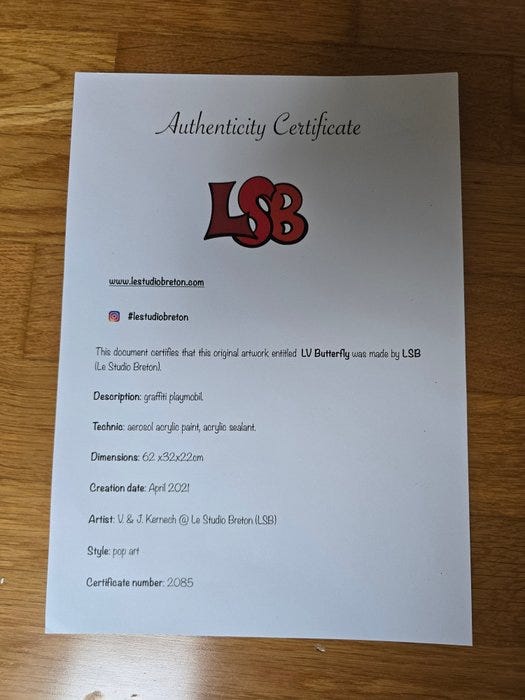 Authenticity Certificate
LSB
www.lestudiobreton.com
#lestudiobreton
This document certifies that this original artwork entitled LV Butterfly was made by LSB
(Le Studio Breton).
Description: graffiti playmobil.
Technic: aerosol acrylic paint, acrylic sealant.
Dimensions: 62 x32x22cm
Creation date: April 2021
Artist: V. & J. Kernech @ Le Studio Breton (LSB)
Style: pop art
Certificate number: 2085